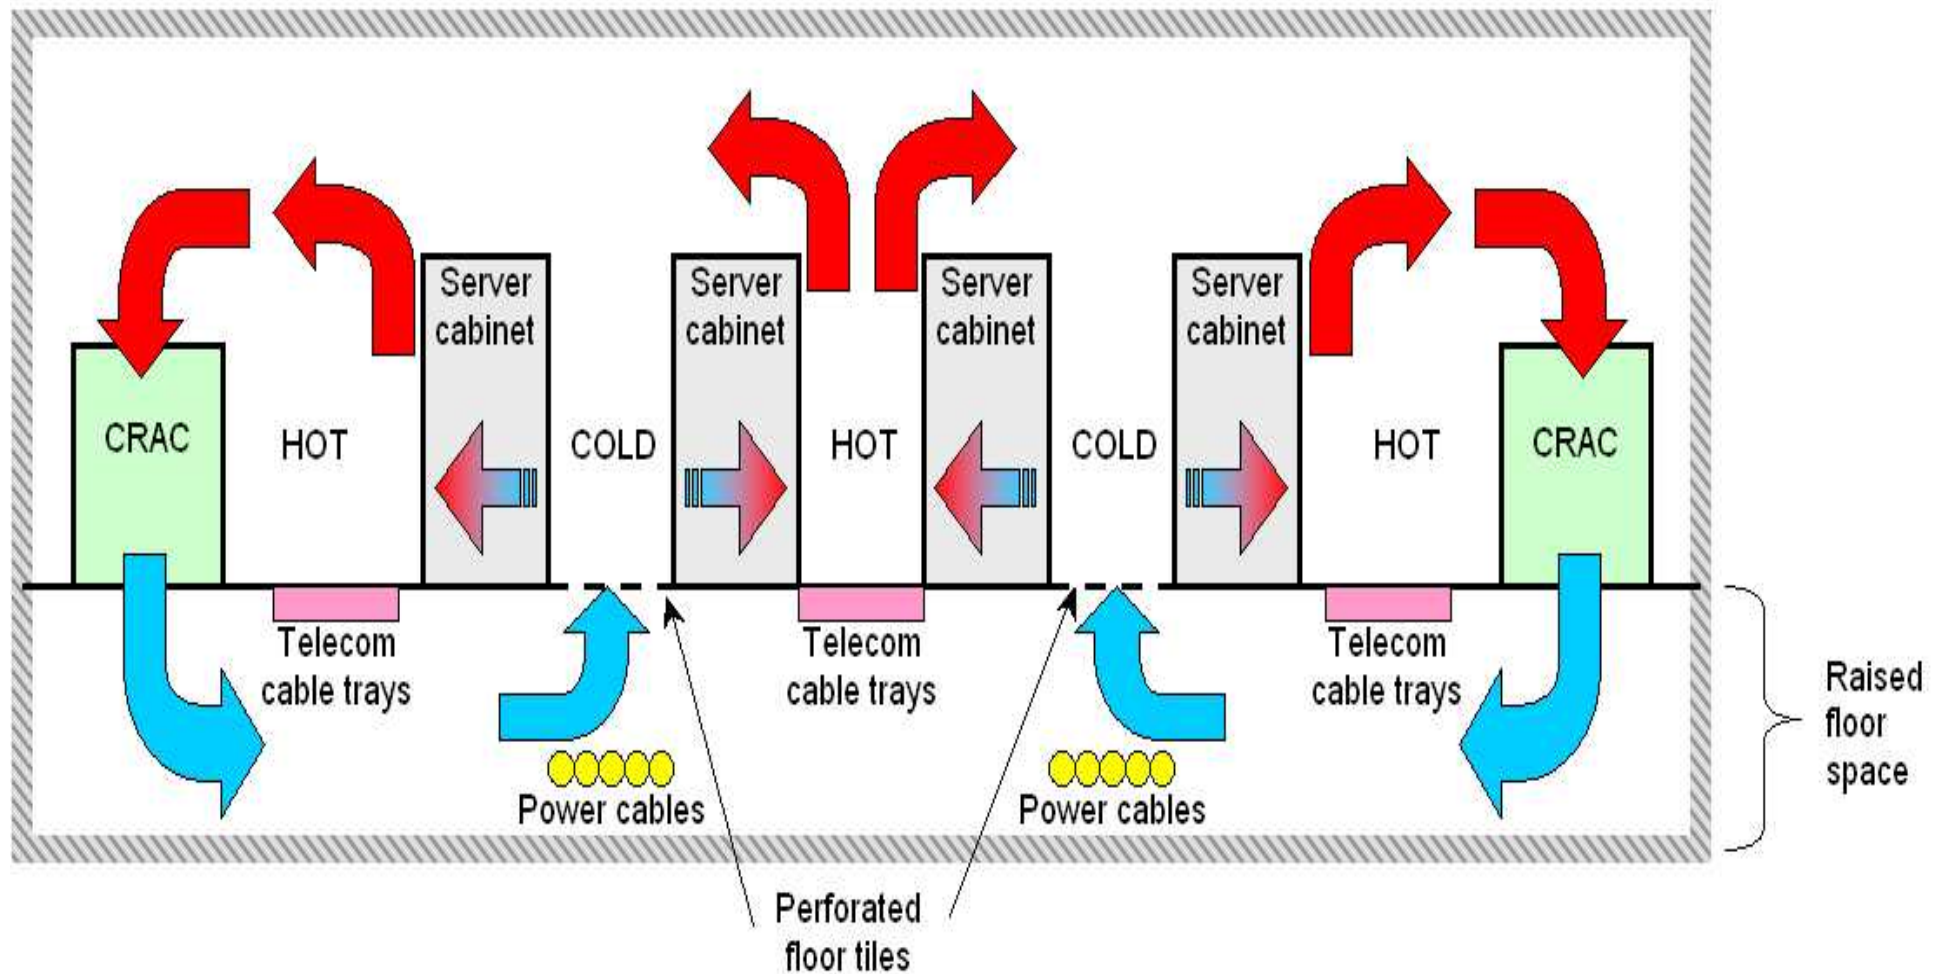 Server
cabinet
Server
cabinet
Server
cabinet
Server
cabinet
CRAC
HOT
COLD
HOT
COLD
HOT
CRAC
Telecom
cable trays
Telecom
cable trays
Telecom
cable trays
Raised
floor
space
Power cables
Power cables
Perforated
floor tiles